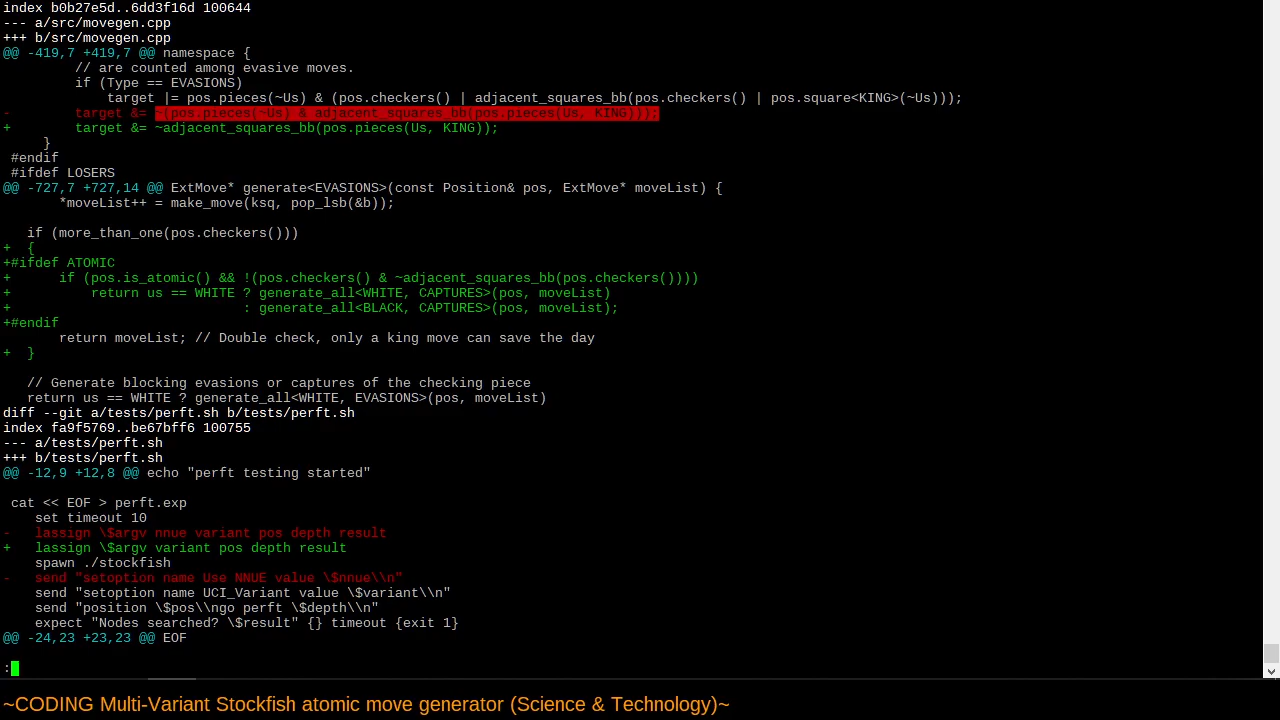 index b0b27e5d..6dd3f16d 100644
--- a/src/movegen.cpp
+++ b/src/movegen.cpp
@@ -419,7 +419,7 @@ namespace {
         // are counted among evasive moves.
         if (Type == EVASIONS)
             target |= pos.pieces(~Us) & (pos.checkers() | adjacent_squares_bb(pos.checkers() | pos.square<KING>(~Us)));
-        target &= ~(pos.pieces(~Us) & adjacent_squares_bb(pos.pieces(Us, KING)));
+        target &= ~adjacent_squares_bb(pos.pieces(Us, KING));
     }
 #endif
 #ifdef LOSERS
@@ -727,7 +727,14 @@ ExtMove* generate<EVASIONS>(const Position& pos, ExtMove* moveList) {
       *moveList++ = make_move(ksq, pop_lsb(&b));
   if (more_than_one(pos.checkers()))
+  {
+#ifdef ATOMIC
+      if (pos.is_atomic() && !(pos.checkers() & ~adjacent_squares_bb(pos.checkers())))
+          return us == WHITE ? generate_all<WHITE, CAPTURES>(pos, moveList)
+                             : generate_all<BLACK, CAPTURES>(pos, moveList);
+#endif
       return moveList; // Double check, only a king move can save the day
+  }
   // Generate blocking evasions or captures of the checking piece
   return us == WHITE ? generate_all<WHITE, EVASIONS>(pos, moveList)
diff --git a/tests/perft.sh b/tests/perft.sh
index fa9f5769..be67bff6 100755
--- a/tests/perft.sh
+++ b/tests/perft.sh
@@ -12,9 +12,8 @@ echo "perft testing started"
 cat << EOF > perft.exp
    set timeout 10
-   lassign \$argv nnue variant pos depth result
+   lassign \$argv variant pos depth result
    spawn ./stockfish
-   send "setoption name Use NNUE value \$nnue\\n"
    send "setoption name UCI_Variant value \$variant\\n"
    send "position \$pos\\ngo perft \$depth\\n"
    expect "Nodes searched? \$result" {} timeout {exit 1}
@@ -24,23 +23,23 @@ EOF
:
~CODING Multi-Variant Stockfish atomic move generator (Science & Technology)~